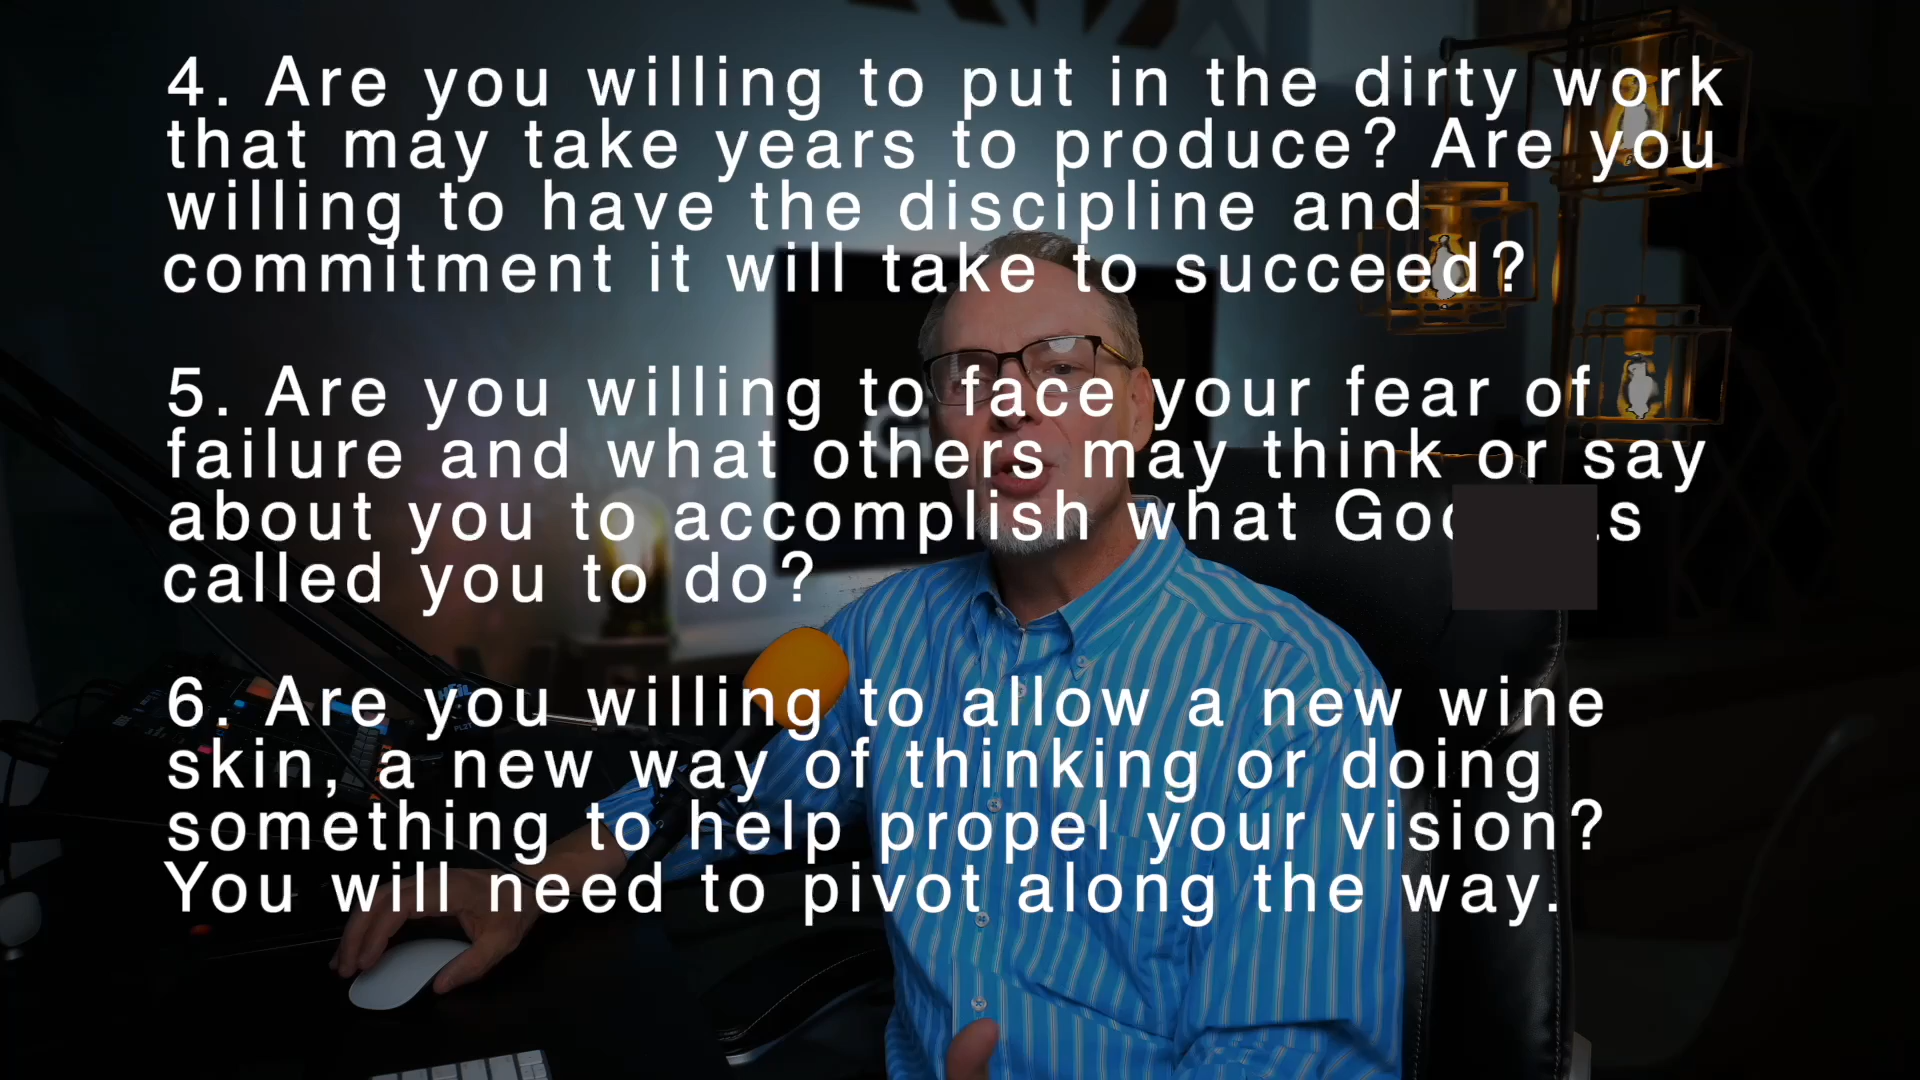 4. Are you willing to put in the dirty work
that may take years to produce? Are you
willing to have the discipline and
commitment it will take to succeed?
5. Are you willing to face your fear of
failure and what others may think or say
about you to accomplish what
called you to do?
6. Are you willing to allow a new wine
skin, a new way of thinking or doing
something to help propel your vision?
You will need to pivot along the way.